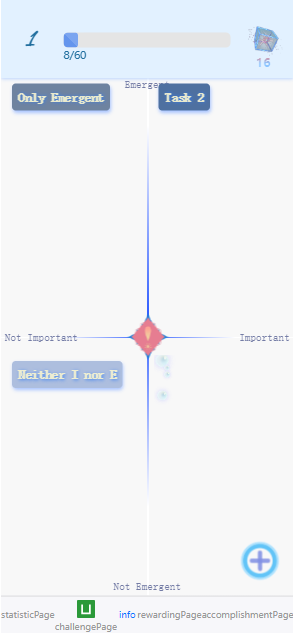 1
8/60
16
Emergent
Only Emergent
Task 2
Not Important
Important
Neither I nor E
Not Emergent
statisticPage
challengePage
info
rewardingPage
accomplishmentPage